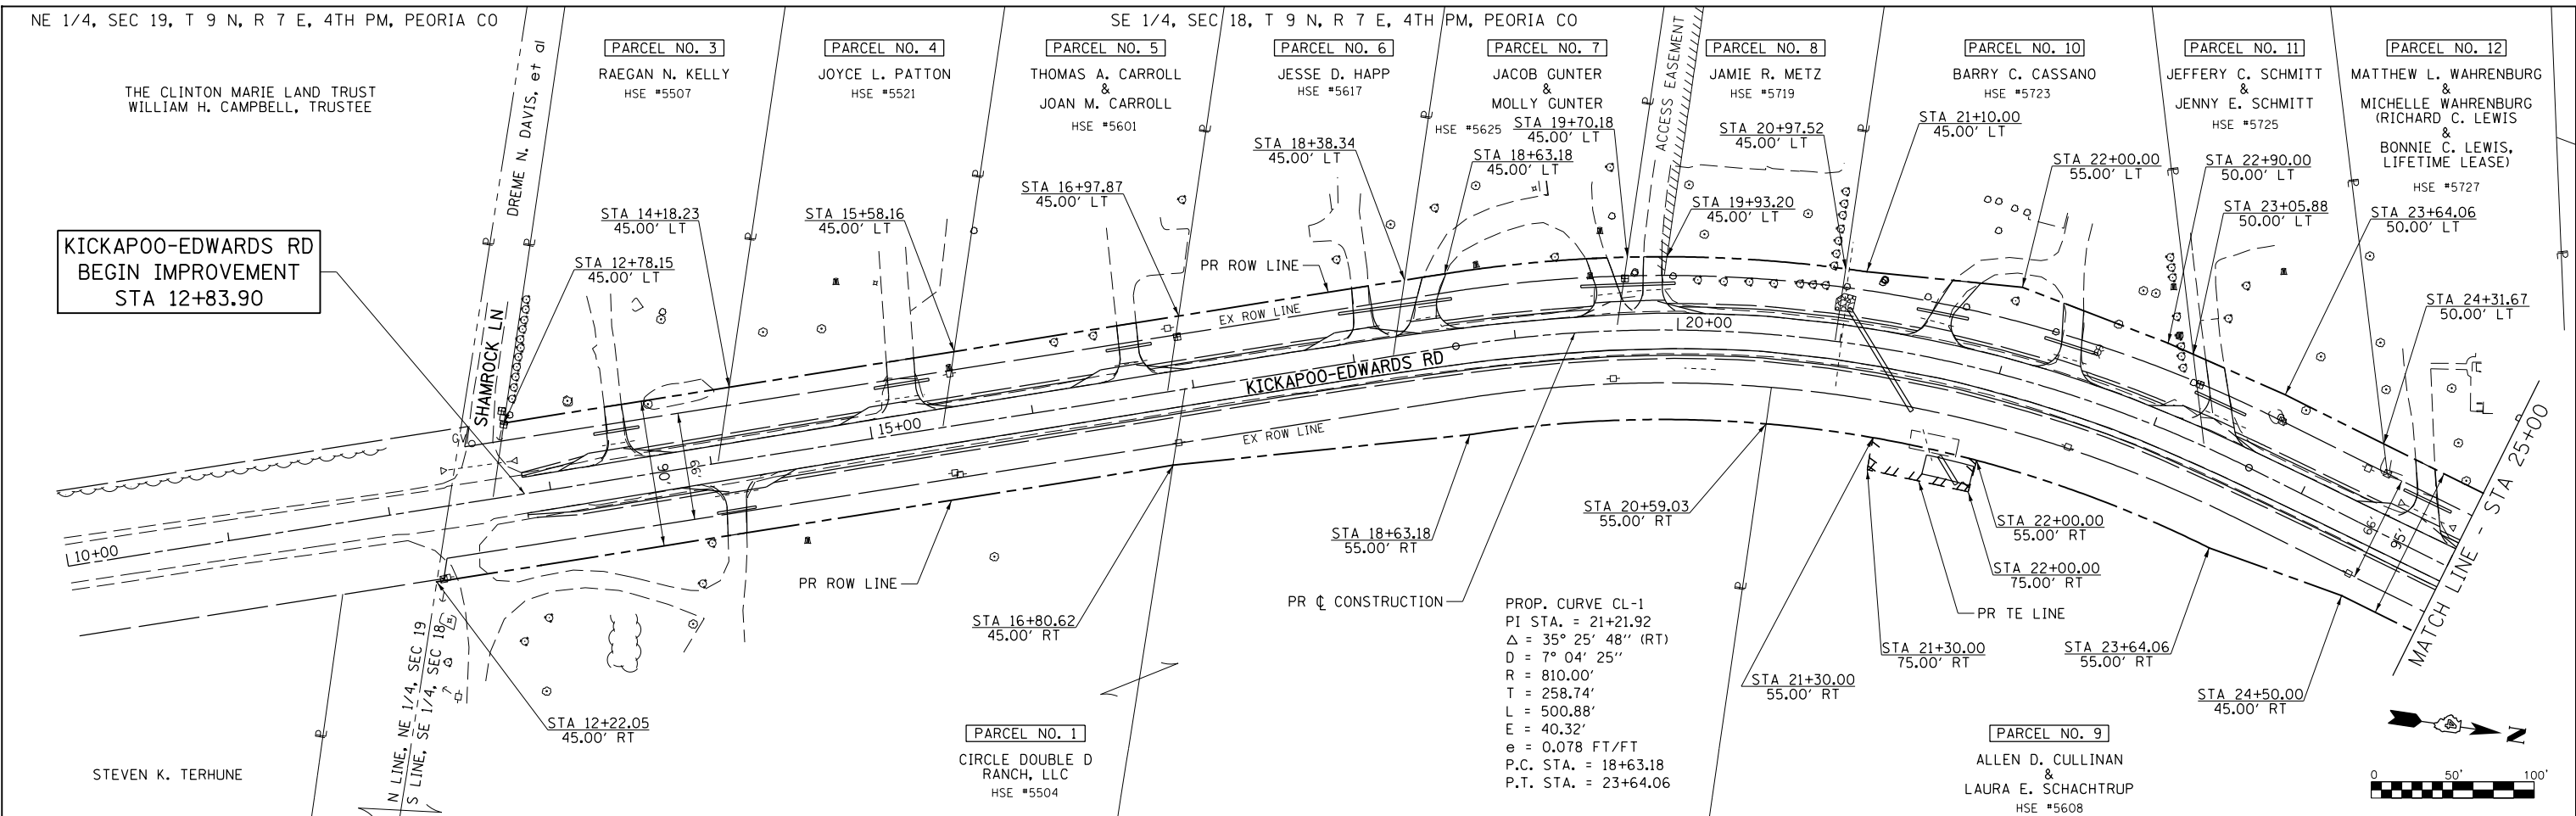 NE 1/4, SEC 19, T 9 N, R 7 E, 4TH PM, PEORIA CO
SE 1/4, SEC 18, T 9 N, R 7 E, 4TH PM, PEORIA CO
THE CLINTON MARIE LAND TRUST
WILLIAM H. CAMPBELL, TRUSTEE
DREME N. DAVIS, et al
PARCEL NO. 3
RAEGAN N. KELLY
HSE #5507
PARCEL NO. 4
JOYCE L. PATTON
HSE #5521
PARCEL NO. 5
THOMAS A. CARROLL
&
JOAN M. CARROLL
HSE #5601
PARCEL NO. 6
JESSE D. HAPP
HSE #5617
PARCEL NO. 7
JACOB GUNTER
&
MOLLY GUNTER
HSE #5625
ACCESS EASEMENT
PARCEL NO. 8
JAMIE R. METZ
HSE #5719
PARCEL NO. 10
BARRY C. CASSANO
HSE #5723
PARCEL NO. 11
JEFFERY C. SCHMITT
&
JENNY E. SCHMITT
HSE #5725
PARCEL NO. 12
MATTHEW L. WAHRENBURG
&
MICHELLE WAHRENBURG
(RICHARD C. LEWIS
&
BONNIE C. LEWIS,
LIFETIME LEASE)
HSE #5727
KICKAPOO-EDWARDS RD
BEGIN IMPROVEMENT
STA 12+83.90
STA 12+78.15
45.00' LT
STA 14+18.23
45.00' LT
STA 15+58.16
45.00' LT
STA 16+97.87
45.00' LT
STA 18+38.34
45.00' LT
STA 18+63.18
45.00' LT
STA 19+70.18
45.00' LT
STA 19+93.20
45.00' LT
STA 20+97.52
45.00' LT
STA 21+10.00
45.00' LT
STA 22+00.00
55.00' LT
STA 22+90.00
50.00' LT
STA 23+05.88
50.00' LT
STA 23+64.06
50.00' LT
STA 24+31.67
50.00' LT
PR ROW LINE
EX ROW LINE
SHAMROCK LN
GV
KICKAPOO-EDWARDS RD
EX ROW LINE
10+00
15+00
20+00
90'
66'
66'
95'
MATCH LINE - STA 25+00
PR ROW LINE
STA 12+22.05
45.00' RT
STA 16+80.62
45.00' RT
STA 18+63.18
55.00' RT
STA 20+59.03
55.00' RT
STA 21+30.00
55.00' RT
STA 21+30.00
75.00' RT
STA 22+00.00
55.00' RT
STA 22+00.00
75.00' RT
PR TE LINE
STA 23+64.06
55.00' RT
STA 24+50.00
45.00' RT
PR ℄ CONSTRUCTION
PROP. CURVE CL-1
PI STA. = 21+21.92
Δ = 35° 25' 48'' (RT)
D = 7° 04' 25''
R = 810.00'
T = 258.74'
L = 500.88'
E = 40.32'
e = 0.078 FT/FT
P.C. STA. = 18+63.18
P.T. STA. = 23+64.06
N LINE, NE 1/4, SEC 19
S LINE, SE 1/4, SEC 18
STEVEN K. TERHUNE
PARCEL NO. 1
CIRCLE DOUBLE D
RANCH, LLC
HSE #5504
PARCEL NO. 9
ALLEN D. CULLINAN
&
LAURA E. SCHACHTRUP
HSE #5608
N
0 50' 100'